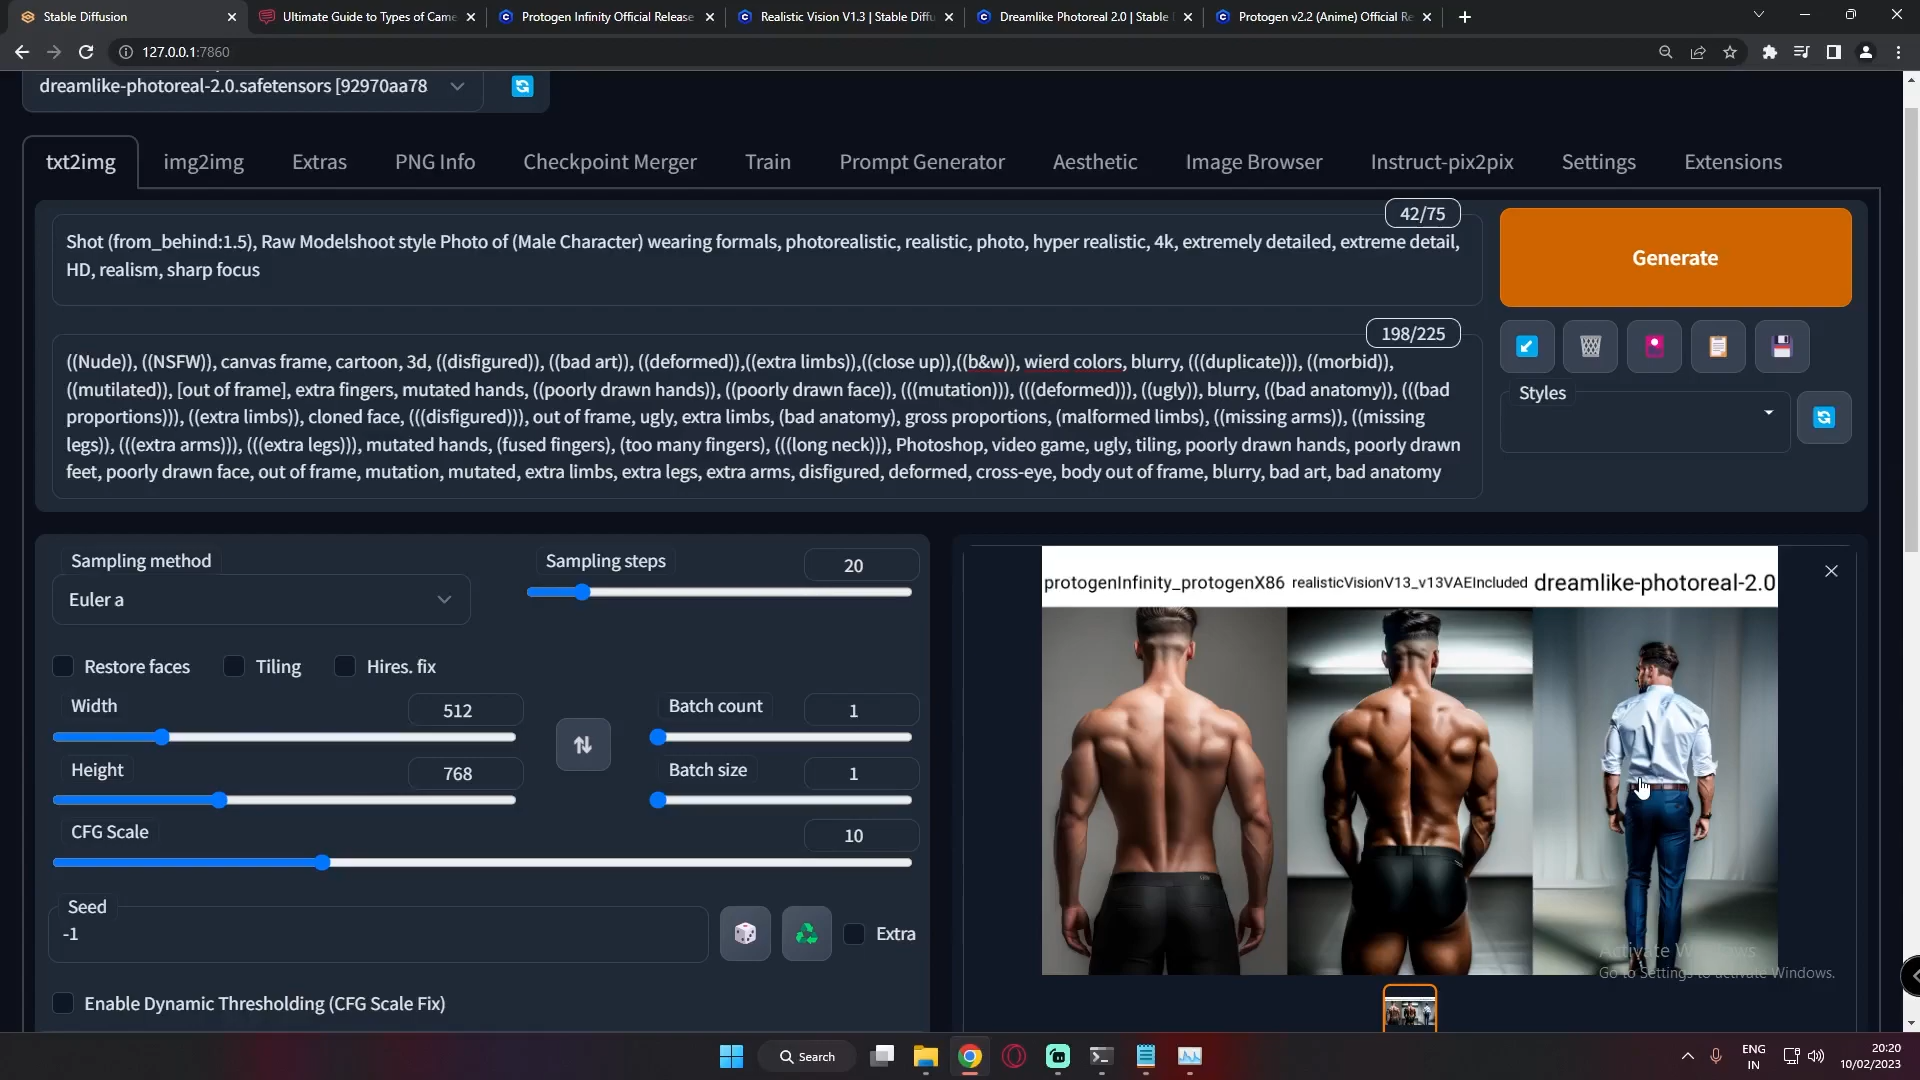 Stable Diffusion
Ultimate Guide to Types of Came
Protogen Infinity Official Release
Realistic Vision V1.3 | Stable Diffu
Dreamlike Photoreal 2.0 | Stable
Protogen v2.2 (Anime) Official Re
127.0.0.1:7860
dreamlike-photoreal-2.0.safetensors [92970aa78
txt2img
img2img
Extras
PNG Info
Checkpoint Merger
Train
Prompt Generator
Aesthetic
Image Browser
Instruct-pix2pix
Settings
Extensions
42/75
Shot (from_behind:1.5), Raw Modelshoot style Photo of (Male Character) wearing formals, photorealistic, realistic, photo, hyper realistic, 4k, extremely detailed, extreme detail,
HD, realism, sharp focus
Generate
198/225
((Nude)), ((NSFW)), canvas frame, cartoon, 3d, ((disfigured)), ((bad art)), ((deformed)),((extra limbs)),((close up)),((b&w)), wierd colors, blurry, (((duplicate))), ((morbid)),
((mutilated)), [out of frame], extra fingers, mutated hands, ((poorly drawn hands)), ((poorly drawn face)), (((mutation))), (((deformed))), ((ugly)), blurry, ((bad anatomy)), (((bad
proportions))), ((extra limbs)), cloned face, (((disfigured))), out of frame, ugly, extra limbs, (bad anatomy), gross proportions, (malformed limbs), ((missing arms)), ((missing
legs)), (((extra arms))), (((extra legs))), mutated hands, (fused fingers), (too many fingers), (((long neck))), Photoshop, video game, ugly, tiling, poorly drawn hands, poorly drawn
feet, poorly drawn face, out of frame, mutation, mutated, extra limbs, extra legs, extra arms, disfigured, deformed, cross-eye, body out of frame, blurry, bad art, bad anatomy
Styles
Sampling method
Euler a
Sampling steps
20
Restore faces
Tiling
Hires. fix
Width
512
Height
768
Batch count
1
Batch size
1
CFG Scale
10
Seed
-1
Extra
Enable Dynamic Thresholding (CFG Scale Fix)
protogenInfinity_protogenX86
realisticVisionV13_v13VAEIncluded
dreamlike-photoreal-2.0
Activate Windows
Go to Settings to activate Windows.
Search
ENG
IN
20:20
10/02/2023